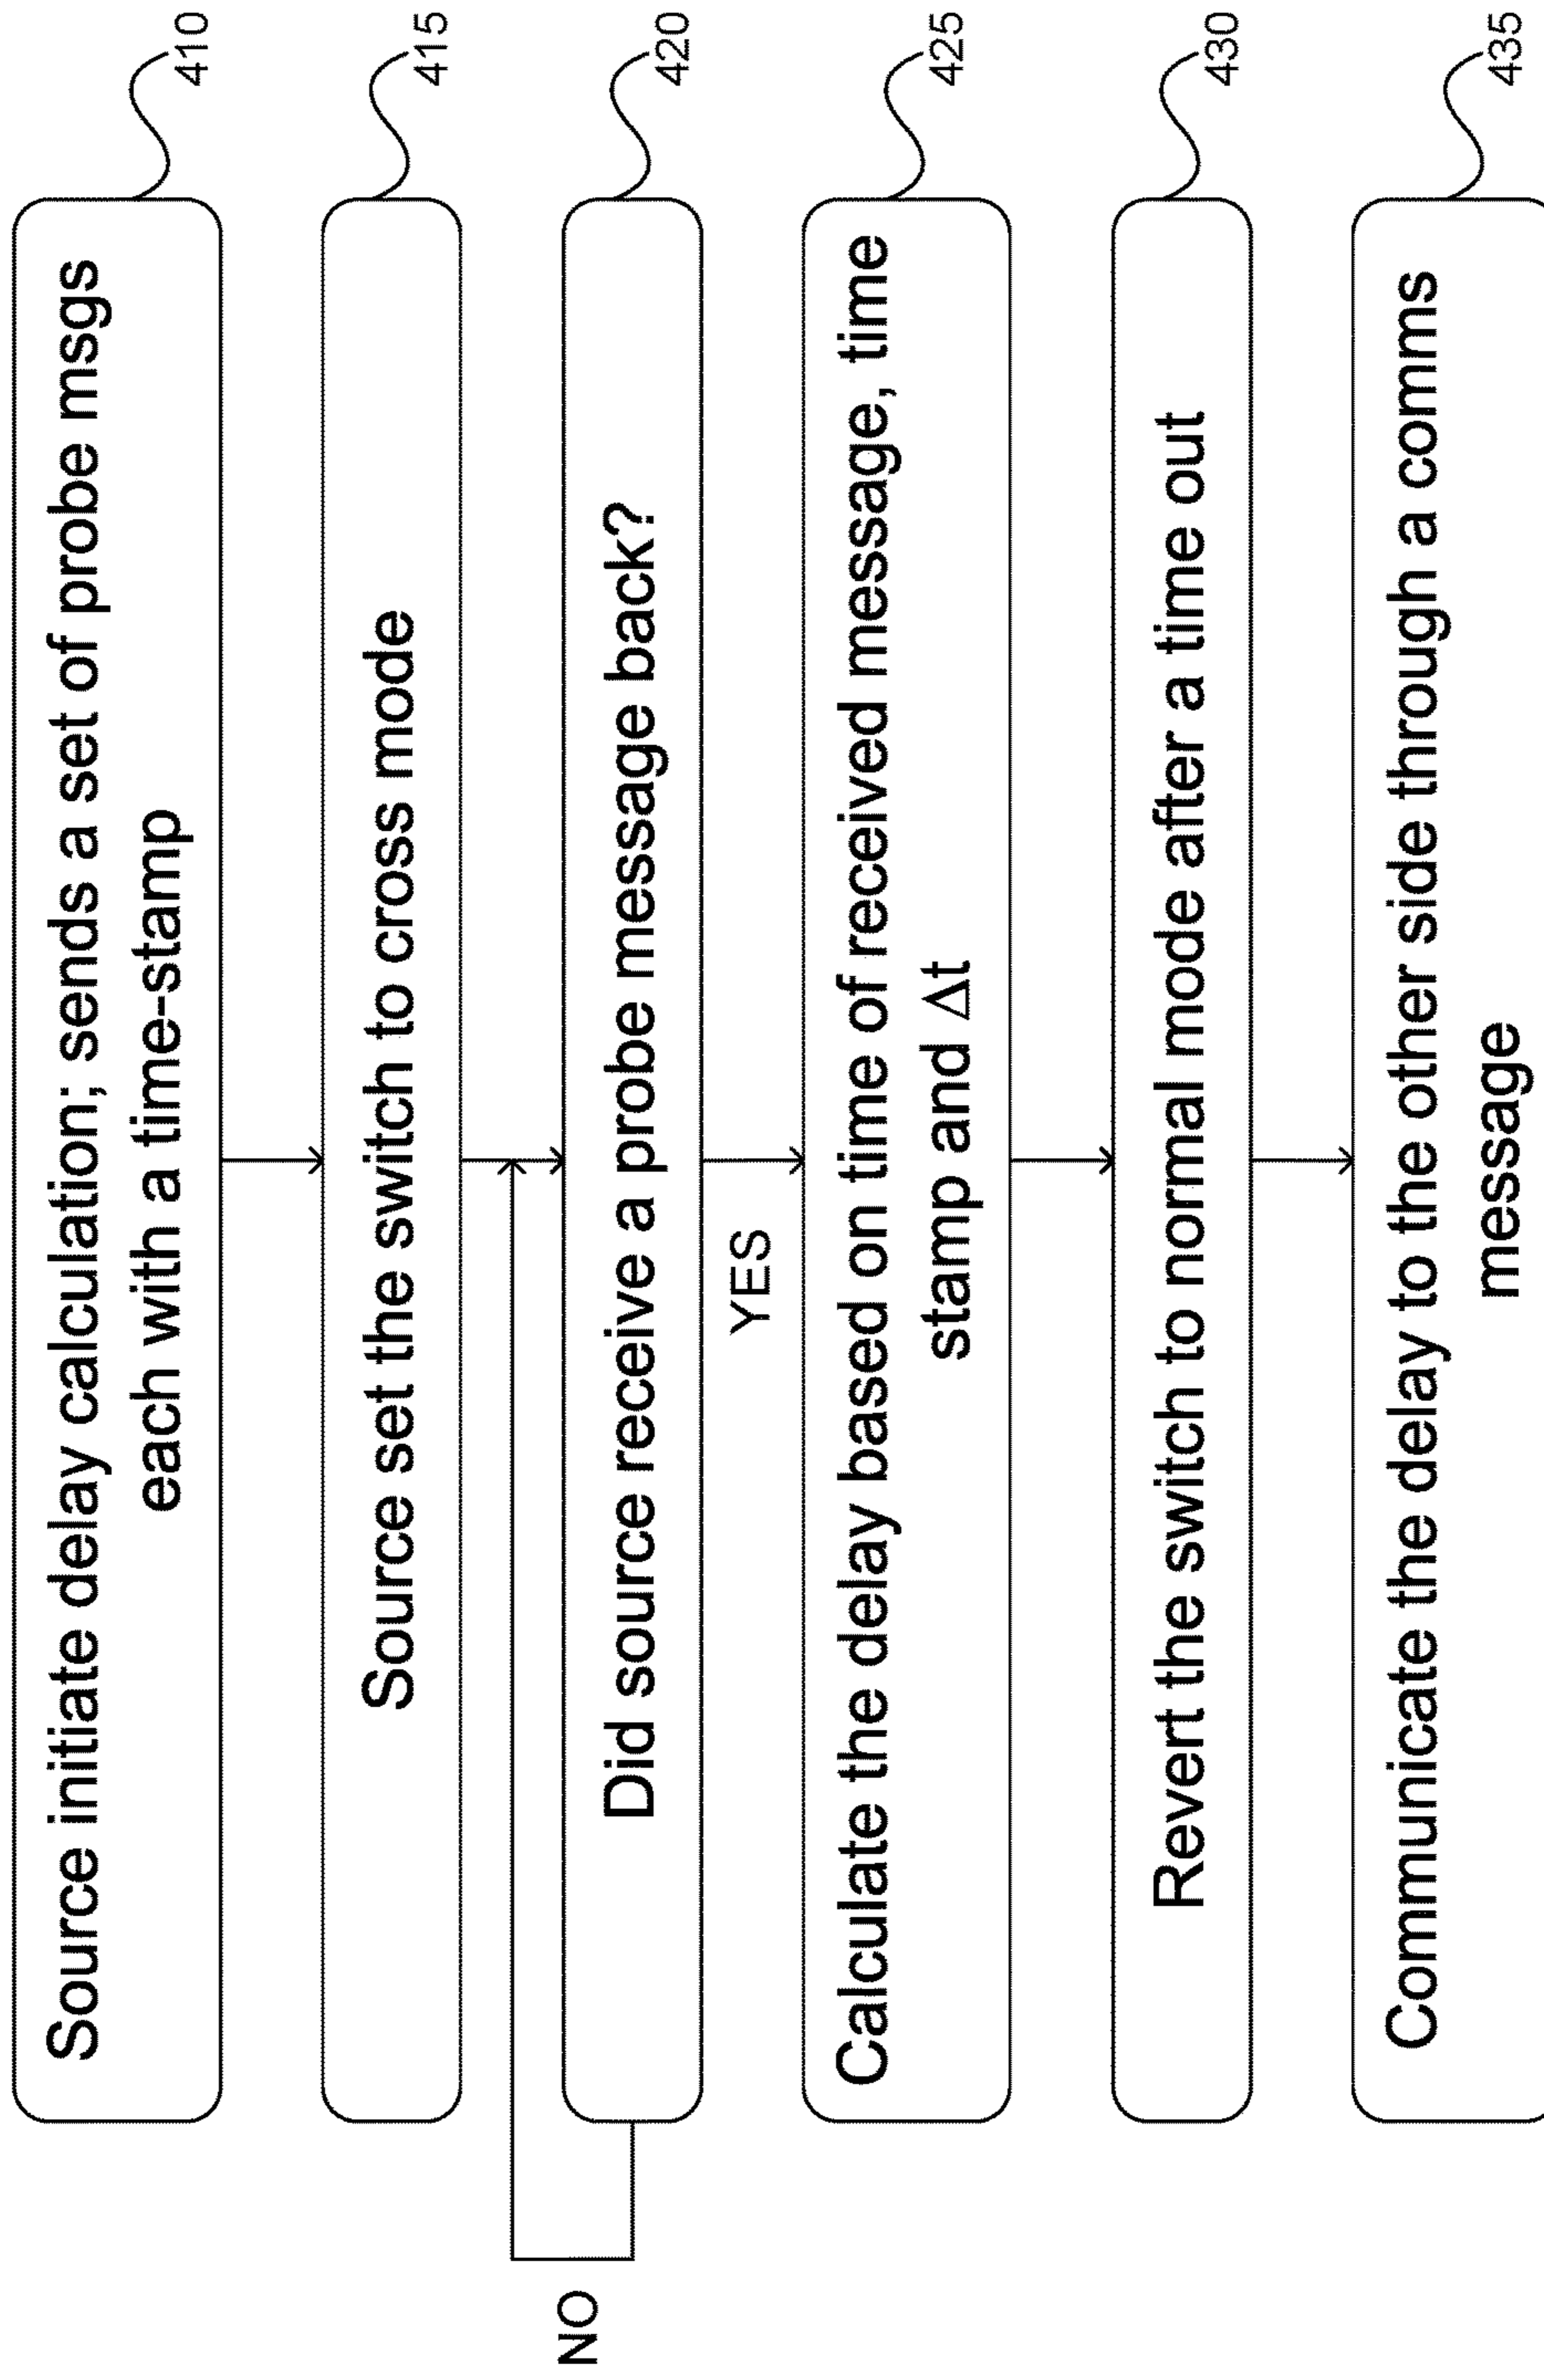 Source initiate delay calculation; sends a set of probe msgs
each with a time-stamp
410
Source set the switch to cross mode
415
Did source receive a probe message back?
420
NO
YES
Calculate the delay based on time of received message, time
stamp and Δt
425
Revert the switch to normal mode after a time out
430
Communicate the delay to the other side through a comms
message
435